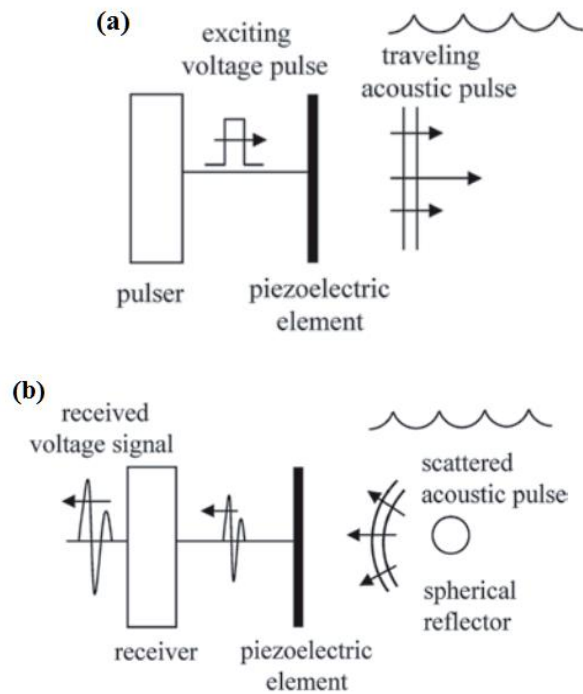 (a)
exciting
voltage pulse
traveling
acoustic pulse
pulser
piezoelectric
element
(b)
received
voltage signal
scattered
acoustic pulse
spherical
reflector
receiver
piezoelectric
element